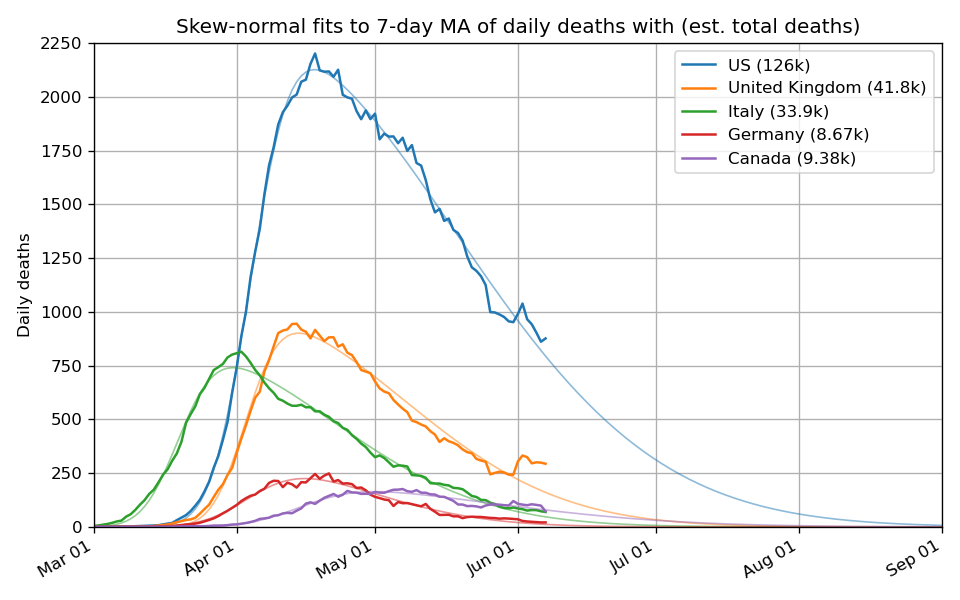 Skew-normal fits to 7-day MA of daily deaths with (est. total deaths)
2250
2000
1750
1500
1250
1000
750
500
250
0
Daily deaths
US (126k)
United Kingdom (41.8k)
Italy (33.9k)
Germany (8.67k)
Canada (9.38k)
Mar 01
Apr 01
May 01
Jun 01
Jul 01
Aug 01
Sep 01